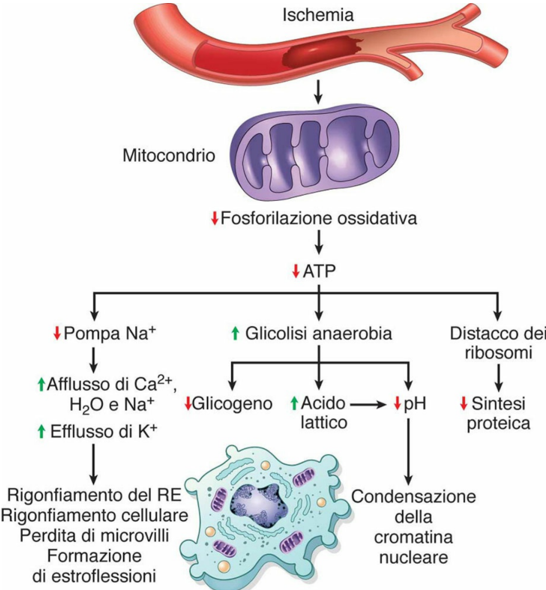 Ischemia
Mitocondrio
↓Fosforilazione ossidativa
↓ATP
↓Pompa Na⁺
↑ Glicolisi anaerobia
Distacco dei
ribosomi
↑Afflusso di Ca²⁺,
H₂O e Na⁺
↑ Efflusso di K⁺
↓Glicogeno
↑Acido
lattico
↓pH
↓ Sintesi
proteica
Rigonfiamento del RE
Rigonfiamento cellulare
Perdita di microvilli
Formazione
di estroflessioni
Condensazione
della
cromatina
nucleare